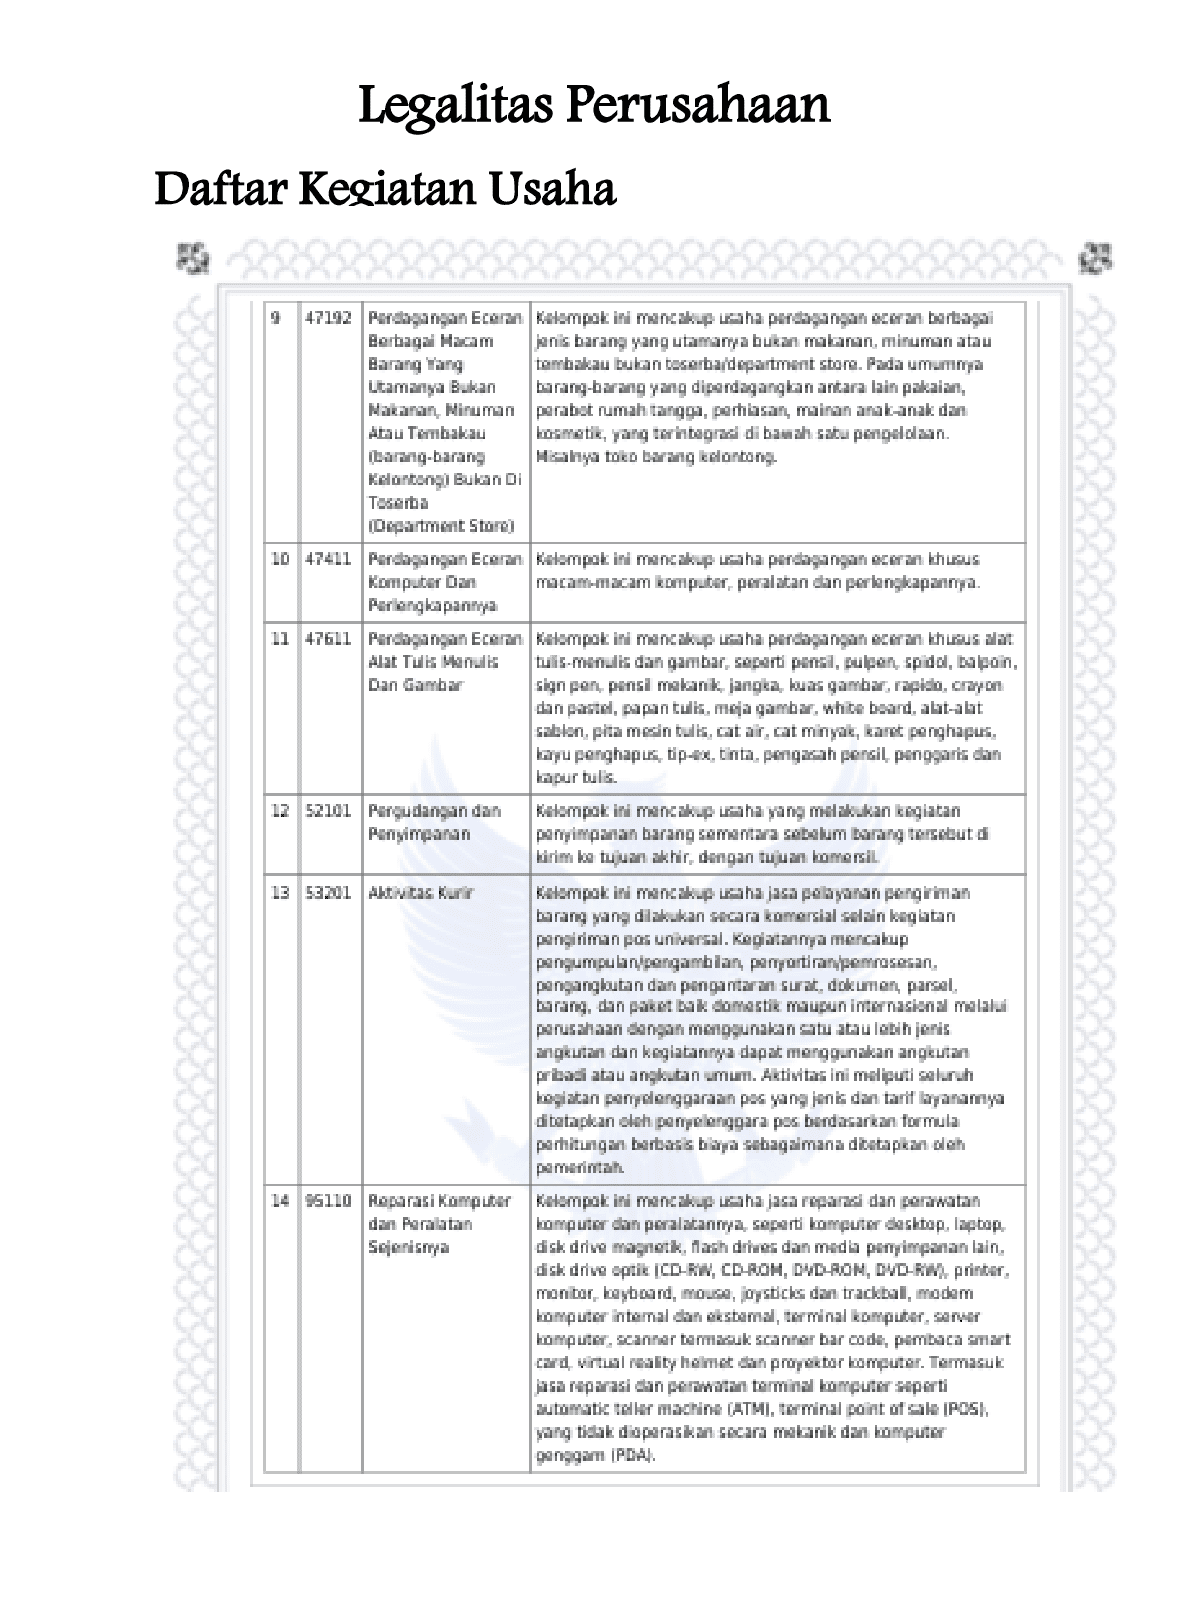 Legalitas Perusahaan
Daftar Kegiatan Usaha
9 47192 Perdagangan Eceran Berbagai Macam Barang Yang Utamanya Bukan Makanan, Minuman Atau Tembakau (barang-barang Kelontong) Bukan Di Toserba (Department Store)
Kelompok ini mencakup usaha perdagangan eceran berbagai
jenis barang yang utamanya bukan makanan, minuman atau
tembakau bukan toserba/department store. Pada umumnya
barang-barang yang diperdagangkan antara lain pakaian,
perabot rumah tangga, perhiasan, mainan anak-anak dan
kosmetik, yang terintegrasi di bawah satu pengelolaan.
Misalnya toko barang kelontong.
10 47411 Perdagangan Eceran Komputer Dan Perlengkapannya
Kelompok ini mencakup usaha perdagangan eceran khusus
macam-macam komputer, peralatan dan perlengkapannya.
11 47611 Perdagangan Eceran Alat Tulis Menulis Dan Gambar
Kelompok ini mencakup usaha perdagangan eceran khusus alat
tulis-menulis dan gambar, seperti pensil, pulpen, spidol, balpoin,
sign pen, pensil mekanik, jangka, kuas gambar, rapido, crayon
dan pastel, papan tulis, meja gambar, white board, alat-alat
sablon, pita mesin tulis, cat air, cat minyak, karet penghapus,
kayu penghapus, tip-ex, tinta, pengasah pensil, penggaris dan
kapur tulis.
12 52101 Pergudangan dan Penyimpanan
Kelompok ini mencakup usaha yang melakukan kegiatan
penyimpanan barang sementara sebelum barang tersebut di
kirim ke tujuan akhir, dengan tujuan komersil.
13 53201 Aktivitas Kurir
Kelompok ini mencakup usaha jasa pelayanan pengiriman
barang yang dilakukan secara komersial selain kegiatan
pengiriman pos universal. Kegiatannya mencakup
pengumpulan/pengambilan, penyortiran/pemrosesan,
pengangkutan dan pengantaran surat, dokumen, parsel,
barang, dan paket baik domestik maupun internasional melalui
perusahaan dengan menggunakan satu atau lebih jenis
angkutan dan kegiatannya dapat menggunakan angkutan
pribadi atau angkutan umum. Aktivitas ini meliputi seluruh
kegiatan penyelenggaraan pos yang jenis dan tarif layanannya
ditetapkan oleh penyelenggara pos berdasarkan formula
perhitungan berbasis biaya sebagaimana ditetapkan oleh
pemerintah.
14 95110 Reparasi Komputer dan Peralatan Sejenisnya
Kelompok ini mencakup usaha jasa reparasi dan perawatan
komputer dan peralatannya, seperti komputer desktop, laptop,
disk drive magnetik, flash drives dan media penyimpanan lain,
disk drive optik (CD-RW, CD-ROM, DVD-ROM, DVD-RW), printer,
monitor, keyboard, mouse, joysticks dan trackball, modem
komputer internal dan eksternal, terminal komputer, server
komputer, scanner termasuk scanner bar code, pembaca smart
card, virtual reality helmet dan proyektor komputer. Termasuk
jasa reparasi dan perawatan terminal komputer seperti
automatic teller machine (ATM), terminal point of sale (POS),
yang tidak dioperasikan secara mekanik dan komputer
genggam (PDA).